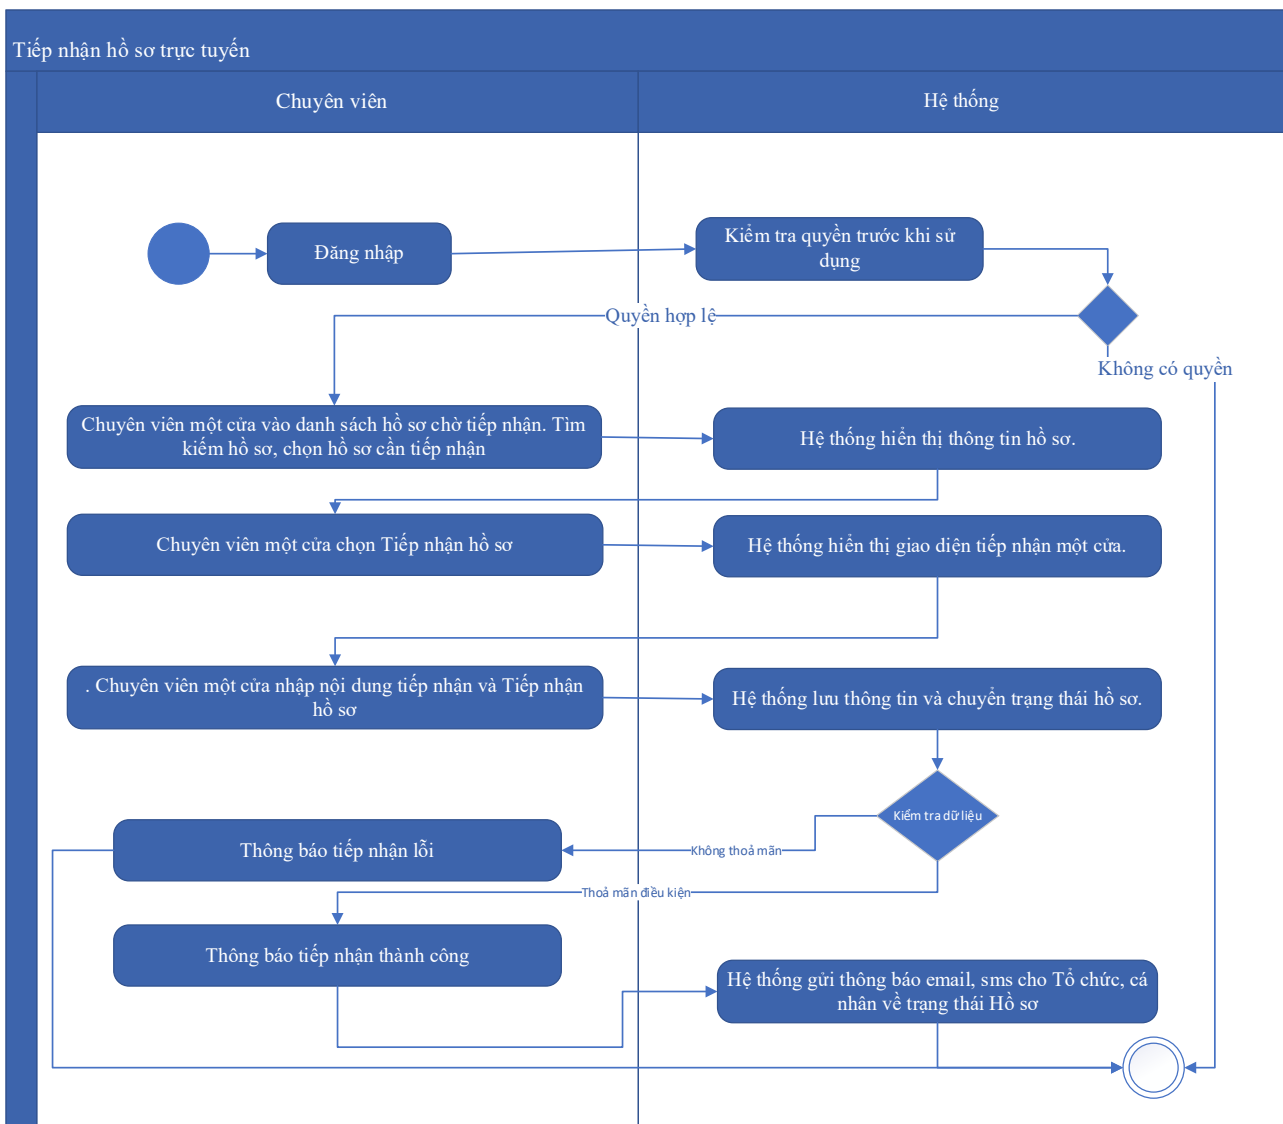 Tiếp nhận hồ sơ trực tuyến
Chuyên viên
Hệ thống
Đăng nhập
Kiểm tra quyền trước khi sử
dụng
Quyền hợp lệ
Không có quyền
Chuyên viên một cửa vào danh sách hồ sơ chờ tiếp nhận. Tìm
kiếm hồ sơ, chọn hồ sơ cần tiếp nhận
Hệ thống hiển thị thông tin hồ sơ.
Chuyên viên một cửa chọn Tiếp nhận hồ sơ
Hệ thống hiển thị giao diện tiếp nhận một cửa.
. Chuyên viên một cửa nhập nội dung tiếp nhận và Tiếp nhận
hồ sơ
Hệ thống lưu thông tin và chuyển trạng thái hồ sơ.
Kiểm tra dữ liệu
Thông báo tiếp nhận lỗi
Không thoả mãn
Thoả mãn điều kiện
Thông báo tiếp nhận thành công
Hệ thống gửi thông báo email, sms cho Tổ chức, cá
nhân về trạng thái Hồ sơ